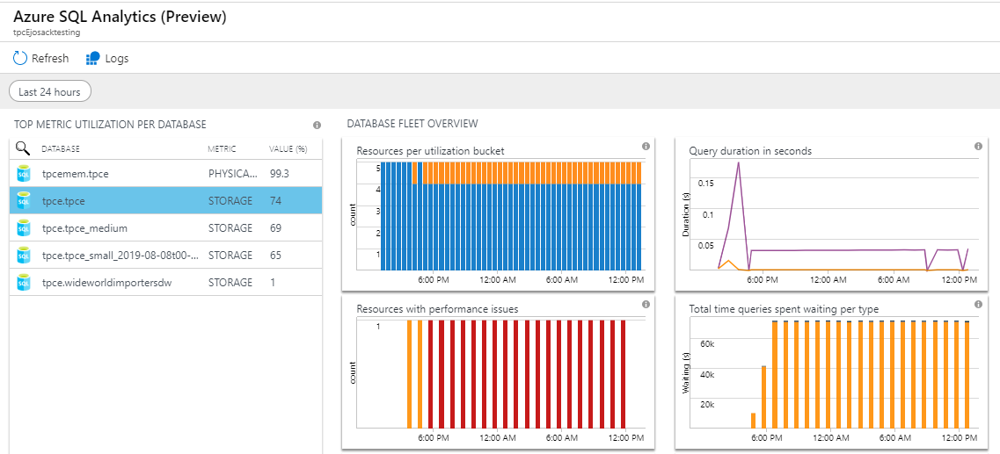 Azure SQL Analytics (Preview)
tpcEjosacktesting
Refresh Logs
Last 24 hours
TOP METRIC UTILIZATION PER DATABASE
DATABASE METRIC VALUE (%)
SQL tpcemem.tpce PHYSICA... 99.3
SQL tpce.tpce STORAGE 74
SQL tpce.tpce_medium STORAGE 69
SQL tpce.tpce_small_2019-08-08t00-... STORAGE 65
SQL tpce.wideworldimportersdw STORAGE 1
DATABASE FLEET OVERVIEW
Resources per utilization bucket
count
5
4
3
2
1
6:00 PM 12:00 AM 6:00 AM 12:00 PM
Query duration in seconds
Duration (s)
0.15
0.1
0.05
6:00 PM 12:00 AM 6:00 AM 12:00 PM
Resources with performance issues
count
1
6:00 PM 12:00 AM 6:00 AM 12:00 PM
Total time queries spent waiting per type
Waiting (s)
60k
40k
20k
6:00 PM 12:00 AM 6:00 AM 12:00 PM